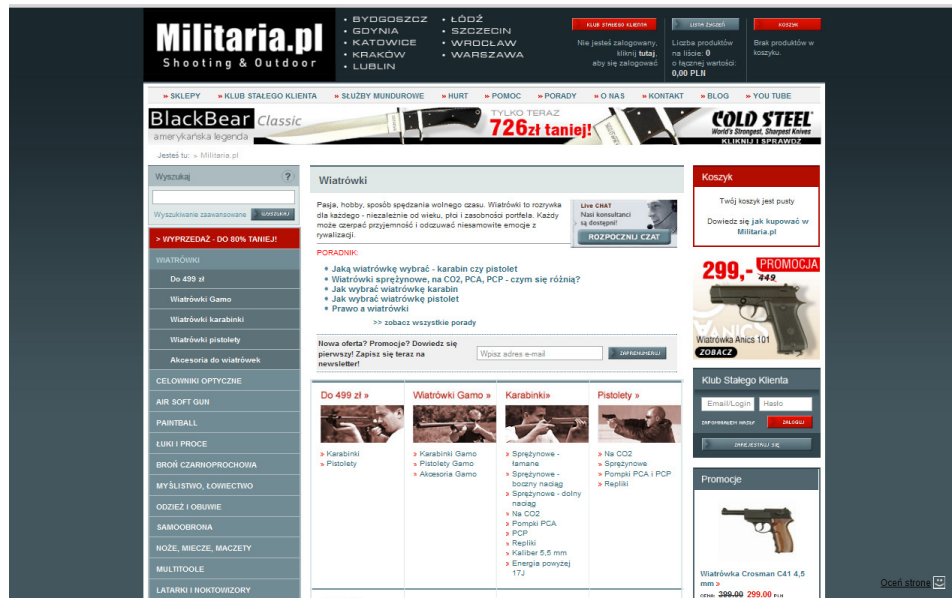 Militaria.pl
Shooting & Outdoor
• BYDGOSZCZ
• GDYNIA
• KATOWICE
• KRAKÓW
• LUBLIN
• ŁÓDŹ
• SZCZECIN
• WROCŁAW
• WARSZAWA
KLUB STAŁEGO KLIENTA
Nie jesteś zalogowany,
kliknij tutaj,
aby się zalogować
LISTA ŻYCZEŃ
Liczba produktów
na liście: 0
o łącznej wartości:
0,00 PLN
KOSZYK
Brak produktów w
koszyku.
» SKLEPY » KLUB STAŁEGO KLIENTA » SŁUŻBY MUNDUROWE » HURT » POMOC » PORADY » O NAS » KONTAKT » BLOG » YOU TUBE
BlackBear Classic
amerykańska legenda
TYLKO TERAZ
726zł taniej!
COLD STEEL
World's Strongest, Sharpest Knives
KLIKNIJ I SPRAWDŹ
Jesteś tu: » Militaria.pl
Wyszukaj ?
Wyszukiwanie zaawansowane WYSZUKAJ
> WYPRZEDAŻ - DO 80% TANIEJ!
WIATRÓWKI
Do 499 zł
Wiatrówki Gamo
Wiatrówki karabinki
Wiatrówki pistolety
Akcesoria do wiatrówek
CELOWNIKI OPTYCZNE
AIR SOFT GUN
PAINTBALL
ŁUKI I PROCE
BROŃ CZARNOPROCHOWA
MYŚLISTWO, ŁOWIECTWO
ODZIEŻ I OBUWIE
SAMOOBRONA
NOŻE, MIECZE, MACZETY
MULTITOOLE
LATARKI I NOKTOWIZORY
Wiatrówki
Pasja, hobby, sposób spędzania wolnego czasu. Wiatrówki to rozrywka
dla każdego - niezależnie od wieku, płci i zasobności portfela. Każdy
może czerpać przyjemność i odczuwać niesamowite emocje z
rywalizacji.
Live CHAT
Nasi konsultanci
są dostępni!
ROZPOCZNIJ CZAT
PORADNIK:
• Jaką wiatrówkę wybrać - karabin czy pistolet
• Wiatrówki sprężynowe, na CO2, PCA, PCP - czym się różnią?
• Jak wybrać wiatrówkę karabin
• Jak wybrać wiatrówkę pistolet
• Prawo a wiatrówki
>> zobacz wszystkie porady
Nowa oferta? Promocje? Dowiedz się
pierwszy! Zapisz się teraz na
newsletter!
Wpisz adres e-mail
ZAPRENUMERUJ
Do 499 zł »
» Karabinki
» Pistolety
Wiatrówki Gamo »
» Karabinki Gamo
» Pistolety Gamo
» Akcesoria Gamo
Karabinki»
» Sprężynowe -
łamane
» Sprężynowe -
boczny naciąg
» Sprężynowe - dolny
naciąg
» Na CO2
» Pompki PCA
» PCP
» Repliki
» Kaliber 5,5 mm
» Energia powyżej
17J
Pistolety »
» Na CO2
» Sprężynowe
» Pompki PCA i PCP
» Repliki
Koszyk
Twój koszyk jest pusty
Dowiedz się jak kupować w
Militaria.pl
299,- PROMOCJA
449
ANICS
Wiatrówka Anics 101
ZOBACZ
Klub Stałego Klienta
Email/Login Hasło
ZAPOMNIAŁEM HASŁA? ZALOGUJ
ZAREJESTRUJ SIĘ
Promocje
Wiatrówka Crosman C41 4,5
mm »
CENA: 399.00 299.00 PLN
Oceń stronę